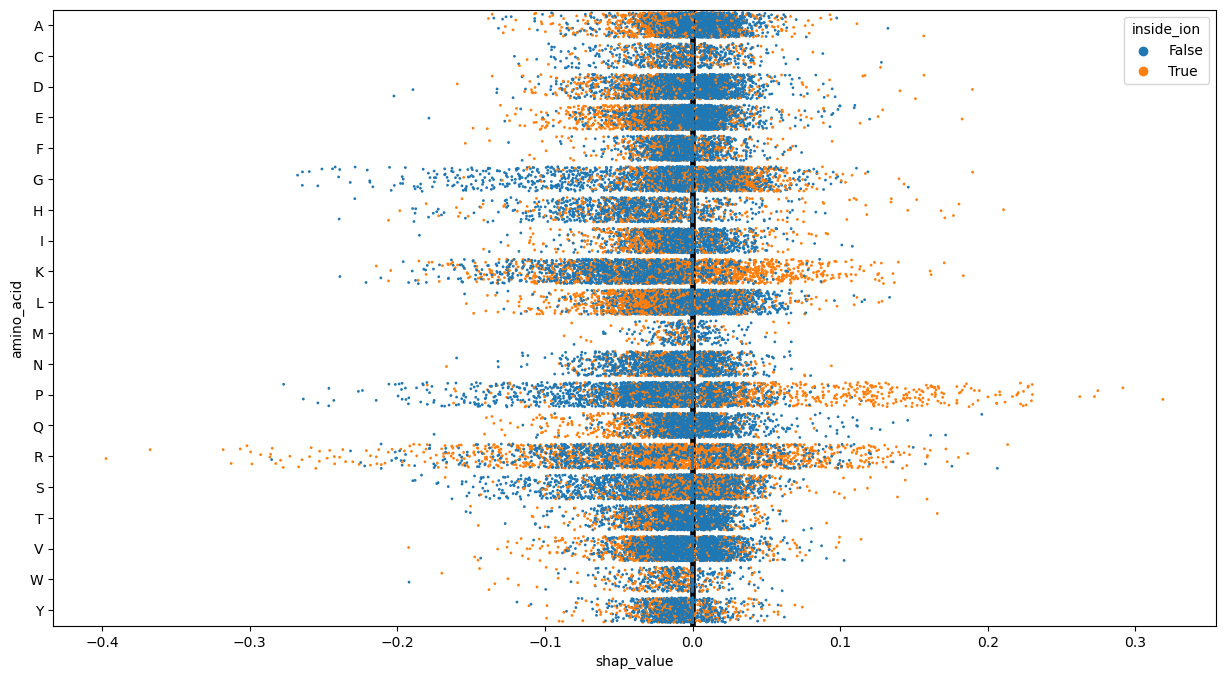 inside_ion
False
True
amino_acid
A
C
D
E
F
G
H
I
K
L
M
N
P
Q
R
S
T
V
W
Y
−0.4 −0.3 −0.2 −0.1 0.0 0.1 0.2 0.3
shap_value